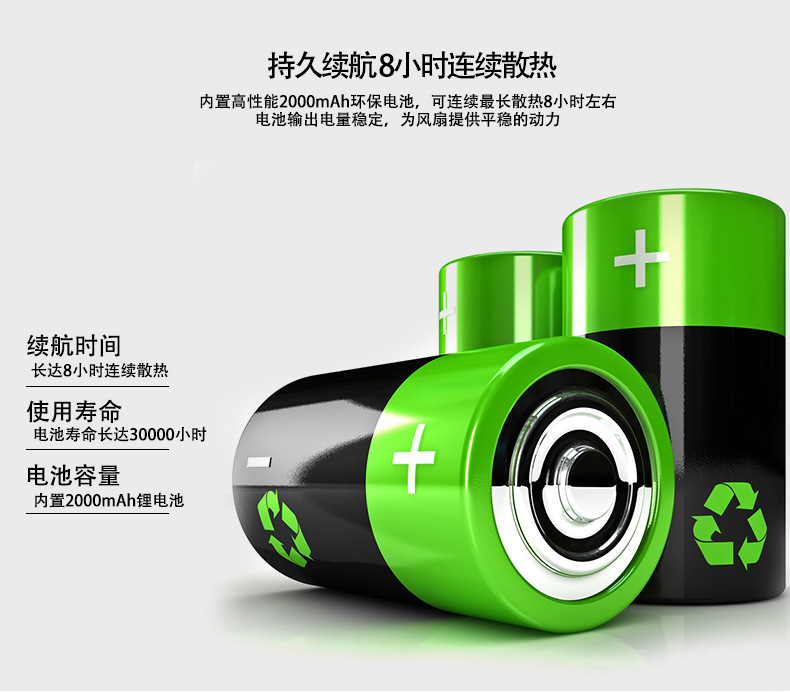 持久续航8小时连续散热
内置高性能2000mAh环保电池，可连续最长散热8小时左右
电池输出电量稳定，为风扇提供平稳的动力
续航时间
长达8小时连续散热
使用寿命
电池寿命长达30000小时
电池容量
内置2000mAh锂电池